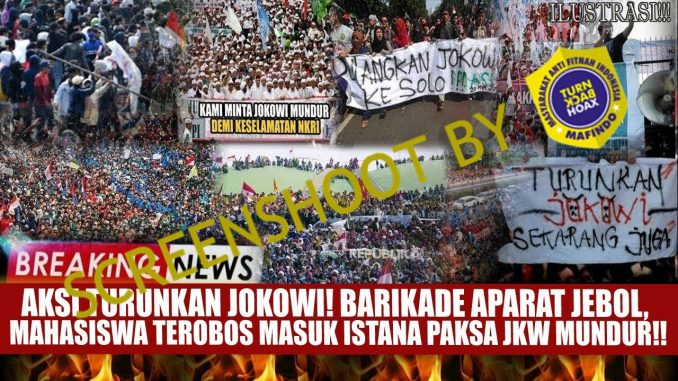 ILUSTRASI!!!
KAMI MINTA JOKOWI MUNDUR
DEMI KESELAMATAN NKRI
ANGKAN JOKOWI
KE SOLO
MASYARAKAT ANTI FITNAH INDONESIA
TURN
BACK
HOAX
MAFINDO
SCREENSHOOT BY
TURUNKAN
JOKOWI
SEKARANG JUGA
REPUBLIKA
BREAKING NEWS
AKSI TURUNKAN JOKOWI! BARIKADE APARAT JEBOL,
MAHASISWA TEROBOS MASUK ISTANA PAKSA JKW MUNDUR!!